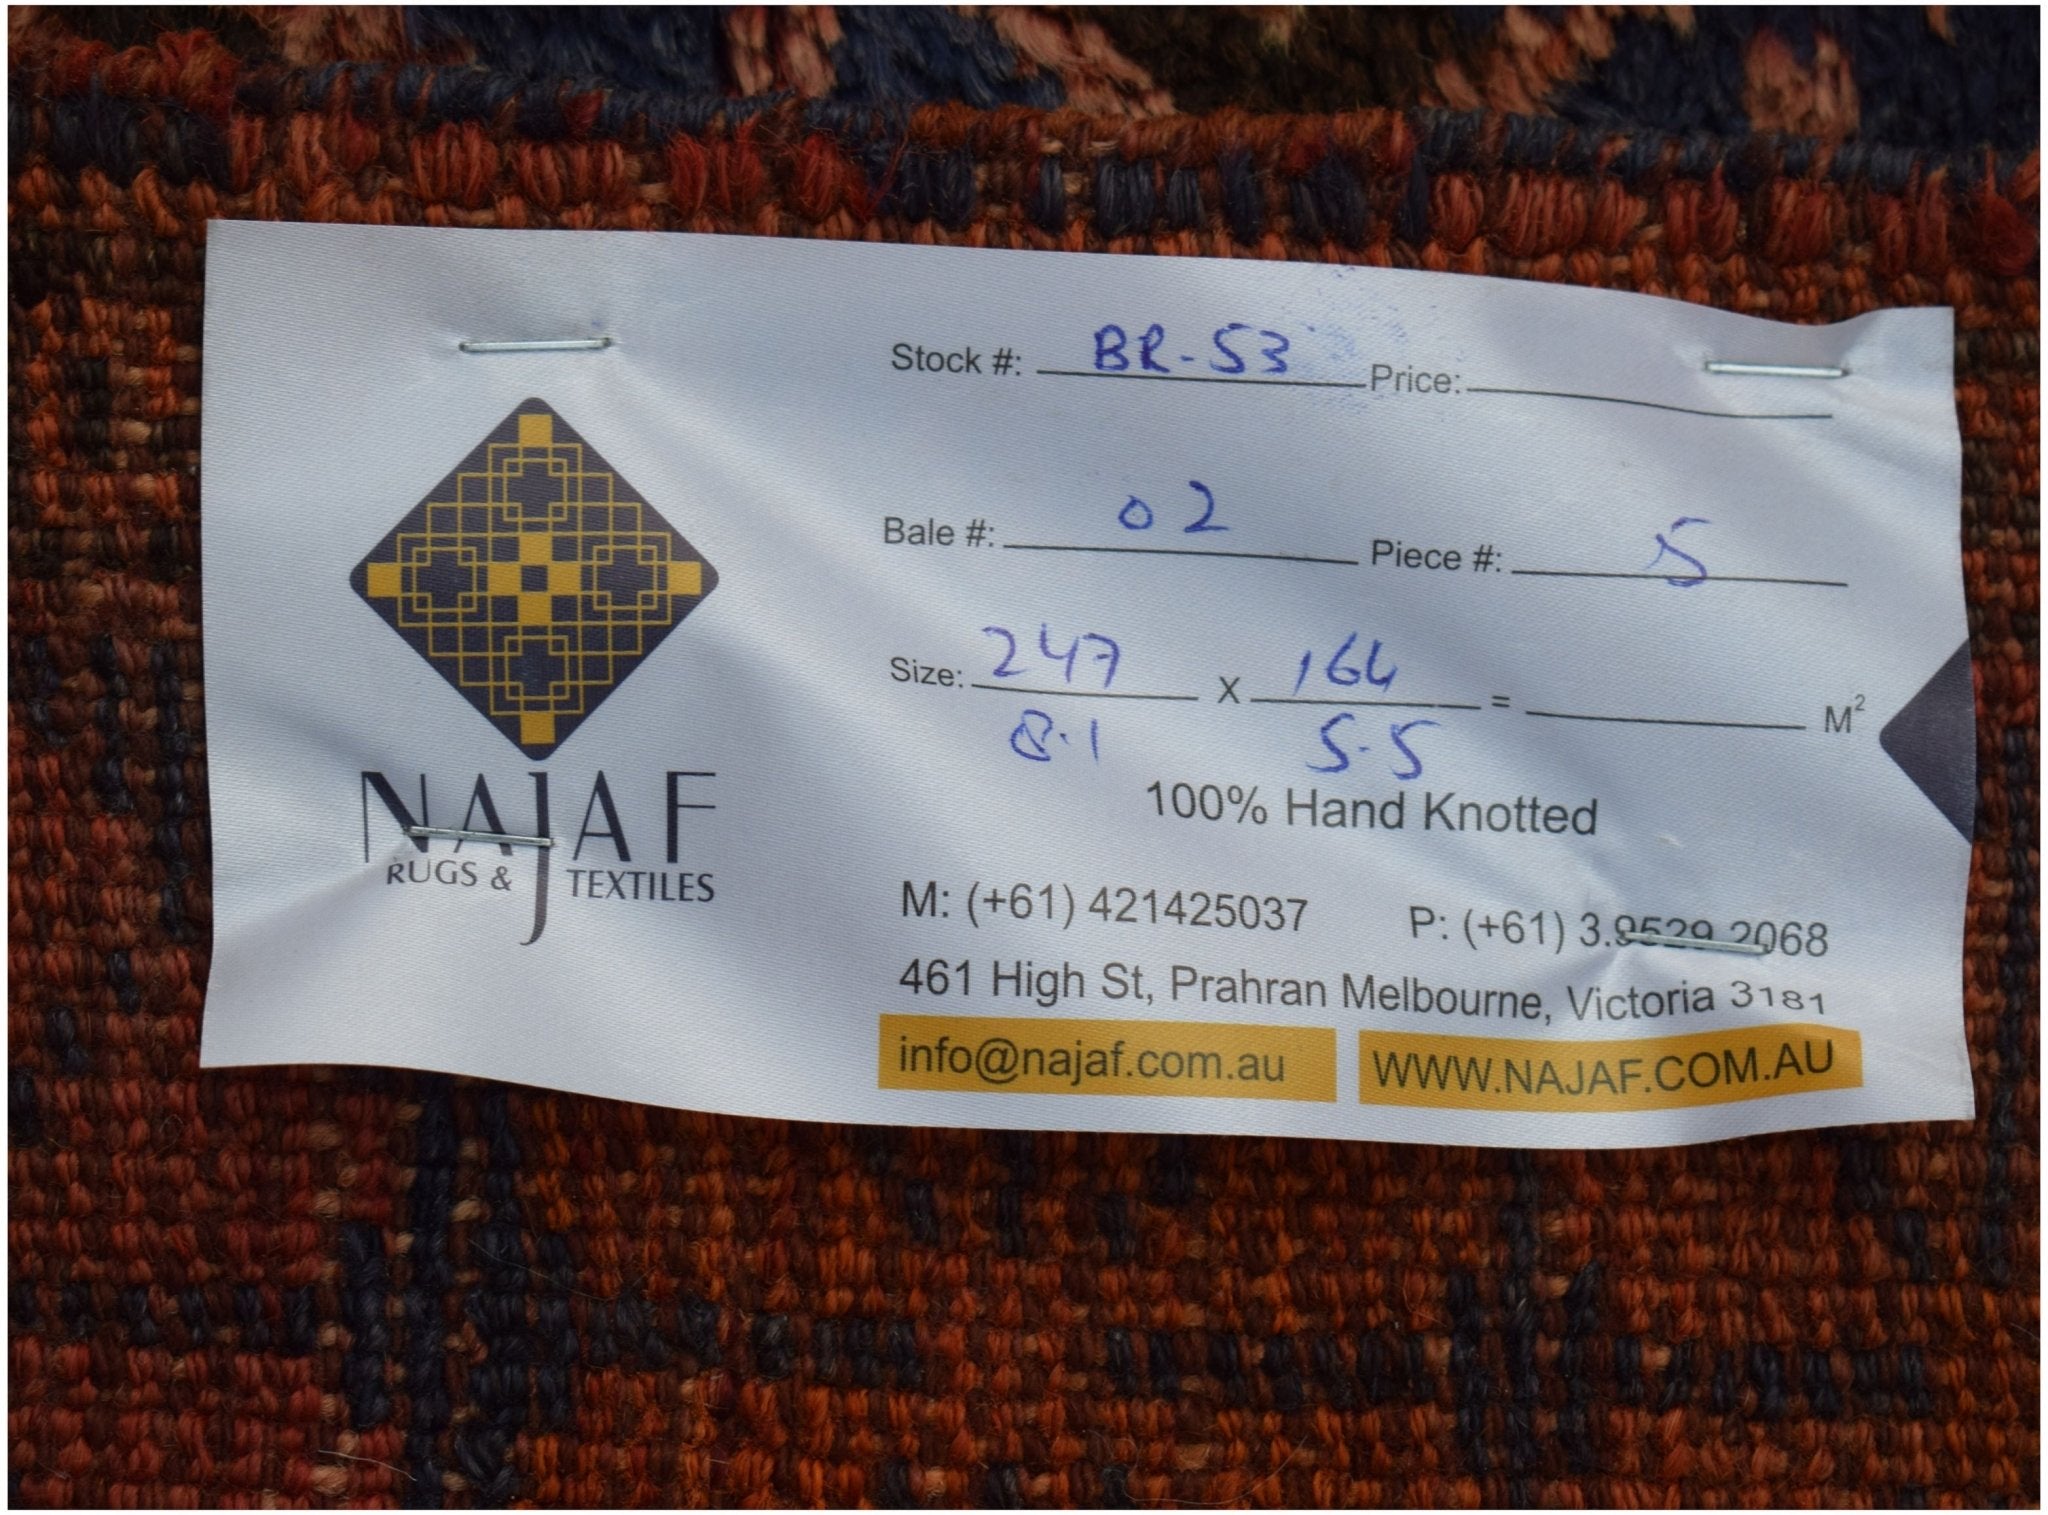 Stock #: BR-53 Price:
Bale #: 02 Piece #: 5
Size: 247 X 164 = M²
8.1 5.5
100% Hand Knotted
NAJAF
RUGS & TEXTILES
M: (+61) 421425037 P: (+61) 3.9529 2068
461 High St, Prahran Melbourne, Victoria 3181
info@najaf.com.au WWW.NAJAF.COM.AU